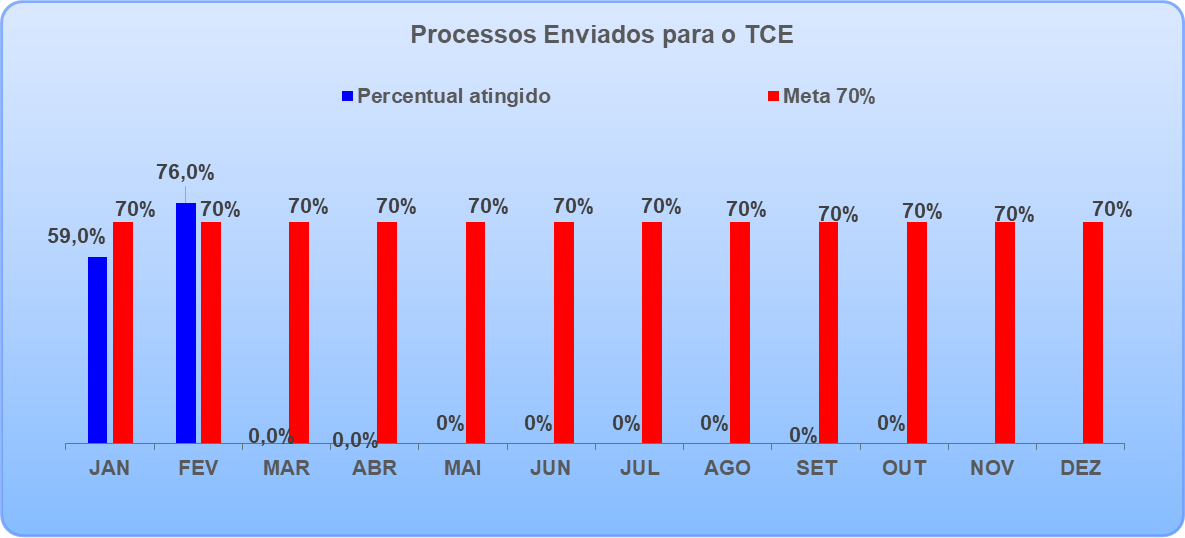 Processos Enviados para o TCE
Percentual atingido Meta 70%
76,0%
59,0% 70% 70% 70% 70% 70% 70% 70% 70% 70% 70% 70% 70%
0,0% 0,0% 0% 0% 0% 0% 0% 0%
JAN FEV MAR ABR MAI JUN JUL AGO SET OUT NOV DEZ